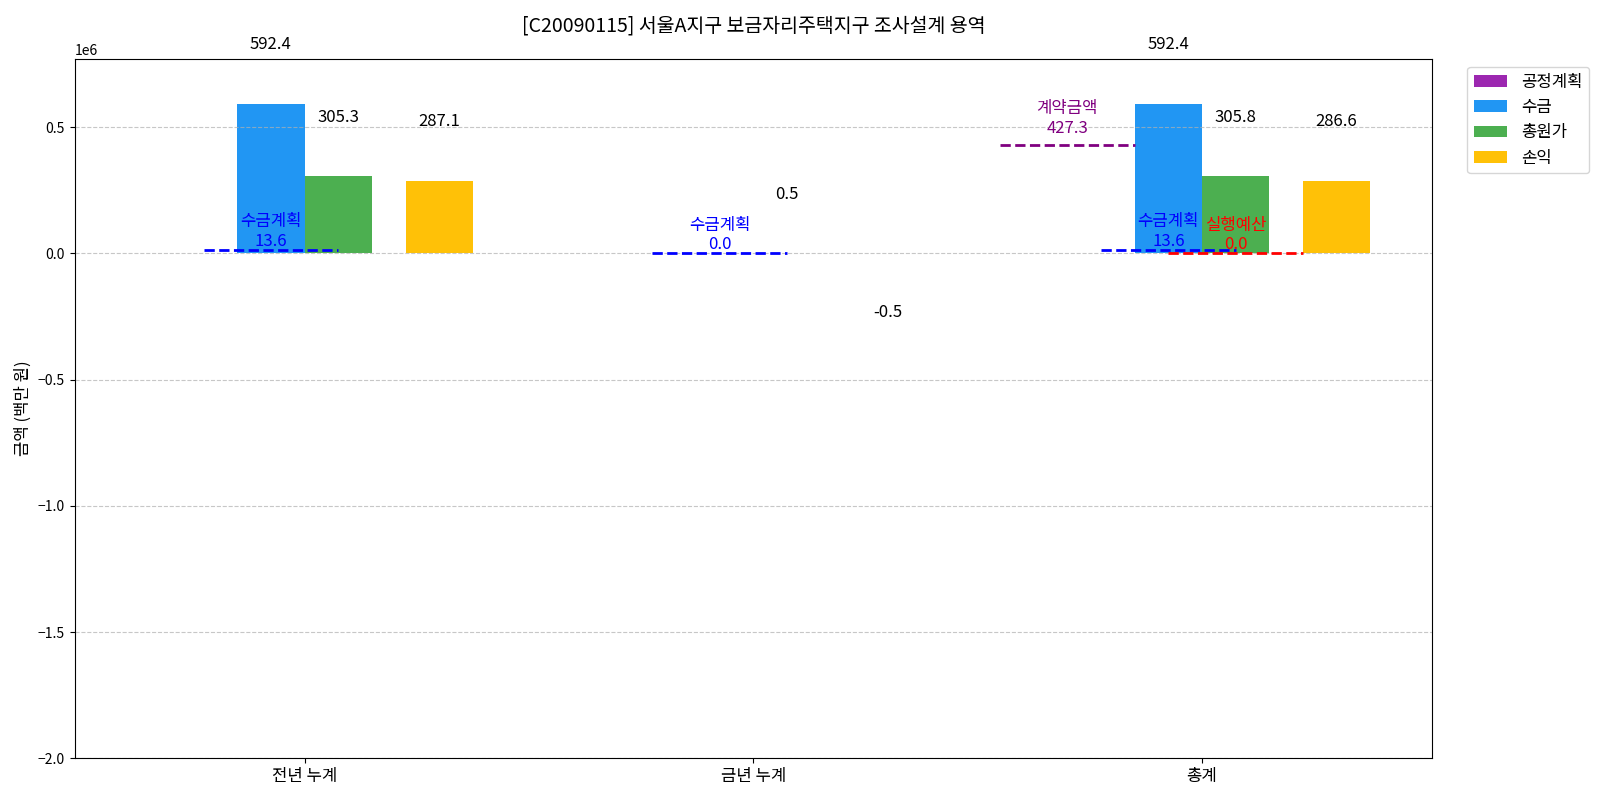 [C20090115] 서울A지구 보금자리주택지구 조사설계 용역
1e6
592.4
305.3
287.1
수금계획
13.6
수금계획
0.0
0.5
-0.5
계약금액
427.3
592.4
305.8
286.6
수금계획
13.6
실행예산
0.0
0.5
0.0
−0.5
−1.0
−1.5
−2.0
금액 (백만 원)
전년 누계
금년 누계
총계
공정계획
수금
총원가
손익